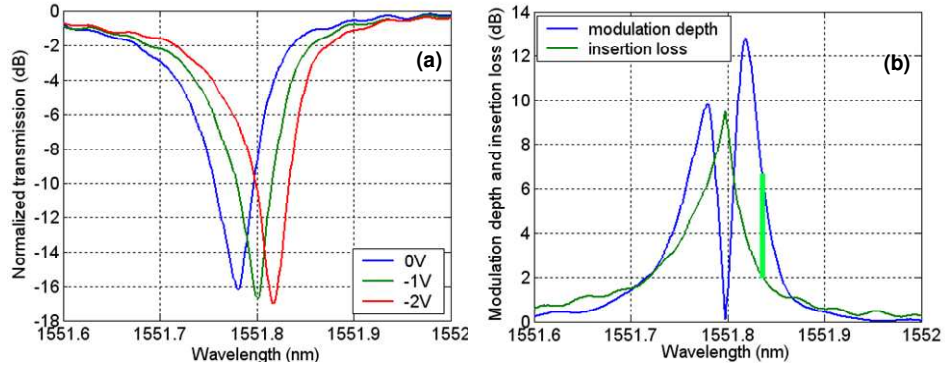 0
-2
-4
-6
-8
-10
-12
-14
-16
-18
Normalized transmission (dB)
(a)
0V
-1V
-2V
1551.6 1551.7 1551.8 1551.9 1552
Wavelength (nm)
14
12
10
8
6
4
2
0
Modulation depth and insertion loss (dB)
modulation depth
insertion loss
(b)
1551.6 1551.7 1551.8 1551.9 1552
Wavelength (nm)